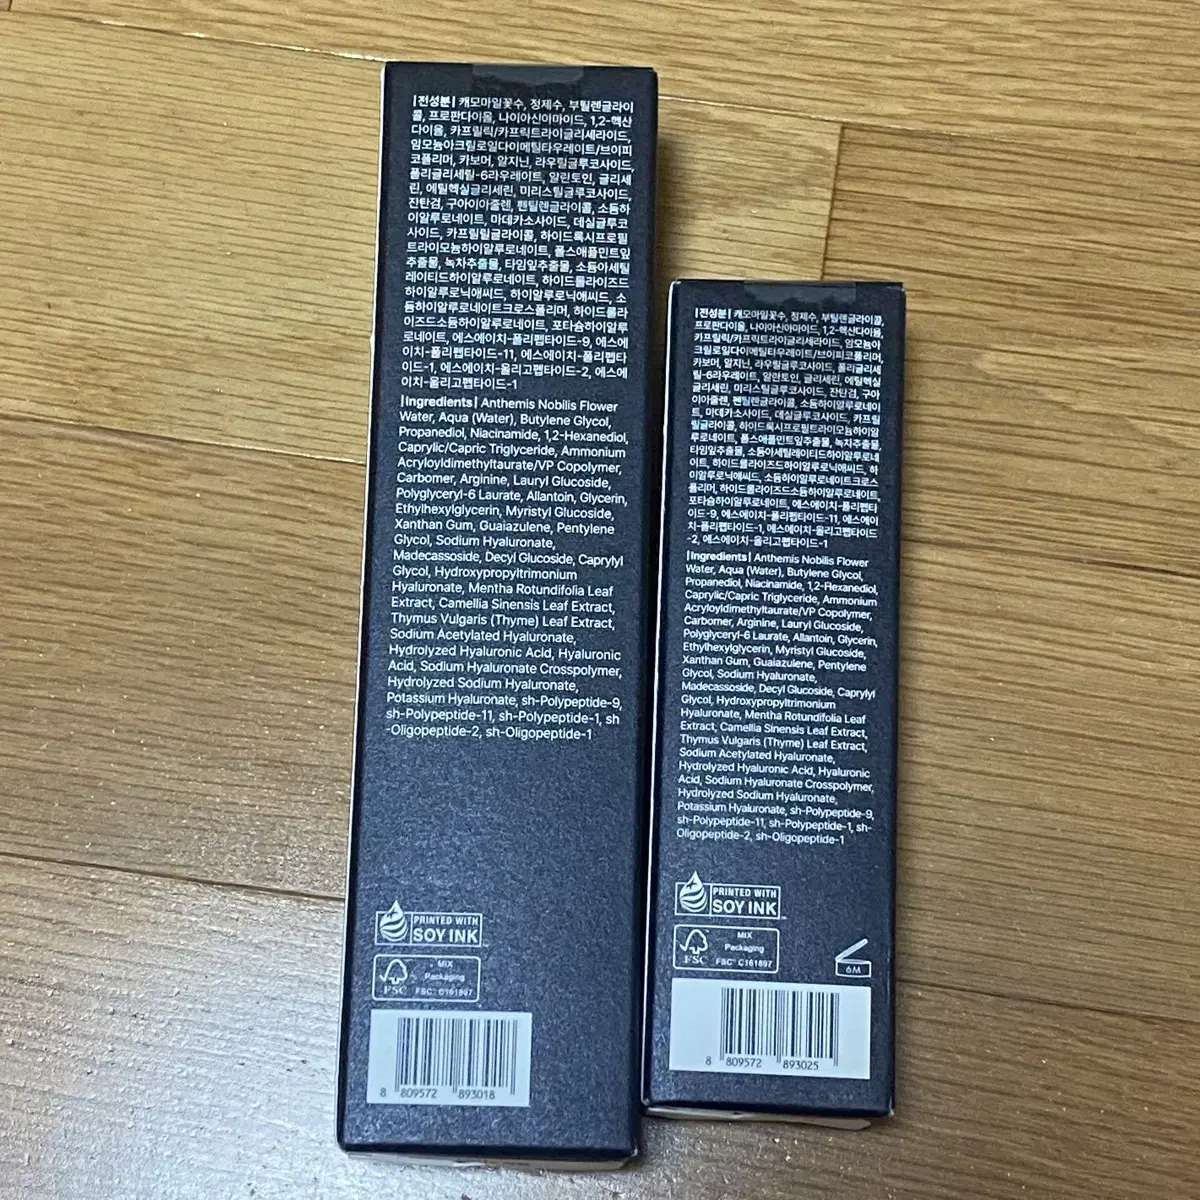 |전성분| 캐모마일꽃수, 정제수, 부틸렌글라이
콜, 프로판다이올, 나이아신아마이드, 1,2-헥산
다이올, 카프릴릭/카프릭트라이글리세라이드,
암모늄아크릴로일다이메틸타우레이트/브이피
코폴리머, 카보머, 알지닌, 라우릴글루코사이드,
폴리글리세릴-6라우레이트, 알란토인, 글리세
린, 에틸헥실글리세린, 미리스틸글루코사이드,
잔탄검, 구아이아줄렌, 펜틸렌글라이콜, 소듐하
이알루로네이트, 마데카소사이드, 데실글루코
사이드, 카프릴릴글라이콜, 하이드록시프로필
트라이모늄하이알루로네이트, 폴스애플민트잎
추출물, 녹차추출물, 타임잎추출물, 소듐아세틸
레이티드하이알루로네이트, 하이드롤라이즈드
하이알루로닉애씨드, 하이알루로닉애씨드, 소
듐하이알루로네이트크로스폴리머, 하이드롤라
이즈드소듐하이알루로네이트, 포타슘하이알루
로네이트, 에스에이치-폴리펩타이드-9, 에스에
이치-폴리펩타이드-11, 에스에이치-폴리펩타
이드-1, 에스에이치-올리고펩타이드-2, 에스에
이치-올리고펩타이드-1
|Ingredients| Anthemis Nobilis Flower
Water, Aqua (Water), Butylene Glycol,
Propanediol, Niacinamide, 1,2-Hexanediol,
Caprylic/Capric Triglyceride, Ammonium
Acryloyldimethyltaurate/VP Copolymer,
Carbomer, Arginine, Lauryl Glucoside,
Polyglyceryl-6 Laurate, Allantoin, Glycerin,
Ethylhexylglycerin, Myristyl Glucoside,
Xanthan Gum, Guaiazulene, Pentylene
Glycol, Sodium Hyaluronate,
Madecassoside, Decyl Glucoside, Caprylyl
Glycol, Hydroxypropyltrimonium
Hyaluronate, Mentha Rotundifolia Leaf
Extract, Camellia Sinensis Leaf Extract,
Thymus Vulgaris (Thyme) Leaf Extract,
Sodium Acetylated Hyaluronate,
Hydrolyzed Hyaluronic Acid, Hyaluronic
Acid, Sodium Hyaluronate Crosspolymer,
Hydrolyzed Sodium Hyaluronate,
Potassium Hyaluronate, sh-Polypeptide-9,
sh-Polypeptide-11, sh-Polypeptide-1, sh
-Oligopeptide-2, sh-Oligopeptide-1
PRINTED WITH
SOY INK
FSC
MIX
Packaging
FSC™ C161897
8 809572 893018
|전성분| 캐모마일꽃수, 정제수, 부틸렌글라이콜,
프로판다이올, 나이아신아마이드, 1,2-헥산다이올,
카프릴릭/카프릭트라이글리세라이드, 암모늄아
크릴로일다이메틸타우레이트/브이피코폴리머,
카보머, 알지닌, 라우릴글루코사이드, 폴리글리세
릴-6라우레이트, 알란토인, 글리세린, 에틸헥실
글리세린, 미리스틸글루코사이드, 잔탄검, 구아
이아줄렌, 펜틸렌글라이콜, 소듐하이알루로네이
트, 마데카소사이드, 데실글루코사이드, 카프릴
릴글라이콜, 하이드록시프로필트라이모늄하이알
루로네이트, 폴스애플민트잎추출물, 녹차추출물,
타임잎추출물, 소듐아세틸레이티드하이알루로네
이트, 하이드롤라이즈드하이알루로닉애씨드, 하
이알루로닉애씨드, 소듐하이알루로네이트크로스
폴리머, 하이드롤라이즈드소듐하이알루로네이트,
포타슘하이알루로네이트, 에스에이치-폴리펩타
이드-9, 에스에이치-폴리펩타이드-11, 에스에이
치-폴리펩타이드-1, 에스에이치-올리고펩타이드
-2, 에스에이치-올리고펩타이드-1
|Ingredients| Anthemis Nobilis Flower
Water, Aqua (Water), Butylene Glycol,
Propanediol, Niacinamide, 1,2-Hexanediol,
Caprylic/Capric Triglyceride, Ammonium
Acryloyldimethyltaurate/VP Copolymer,
Carbomer, Arginine, Lauryl Glucoside,
Polyglyceryl-6 Laurate, Allantoin, Glycerin,
Ethylhexylglycerin, Myristyl Glucoside,
Xanthan Gum, Guaiazulene, Pentylene
Glycol, Sodium Hyaluronate,
Madecassoside, Decyl Glucoside, Caprylyl
Glycol, Hydroxypropyltrimonium
Hyaluronate, Mentha Rotundifolia Leaf
Extract, Camellia Sinensis Leaf Extract,
Thymus Vulgaris (Thyme) Leaf Extract,
Sodium Acetylated Hyaluronate,
Hydrolyzed Hyaluronic Acid, Hyaluronic
Acid, Sodium Hyaluronate Crosspolymer,
Hydrolyzed Sodium Hyaluronate,
Potassium Hyaluronate, sh-Polypeptide-9,
sh-Polypeptide-11, sh-Polypeptide-1, sh-
Oligopeptide-2, sh-Oligopeptide-1
PRINTED WITH
SOY INK
FSC
MIX
Packaging
FSC™ C161897
6M
8 809572 893025